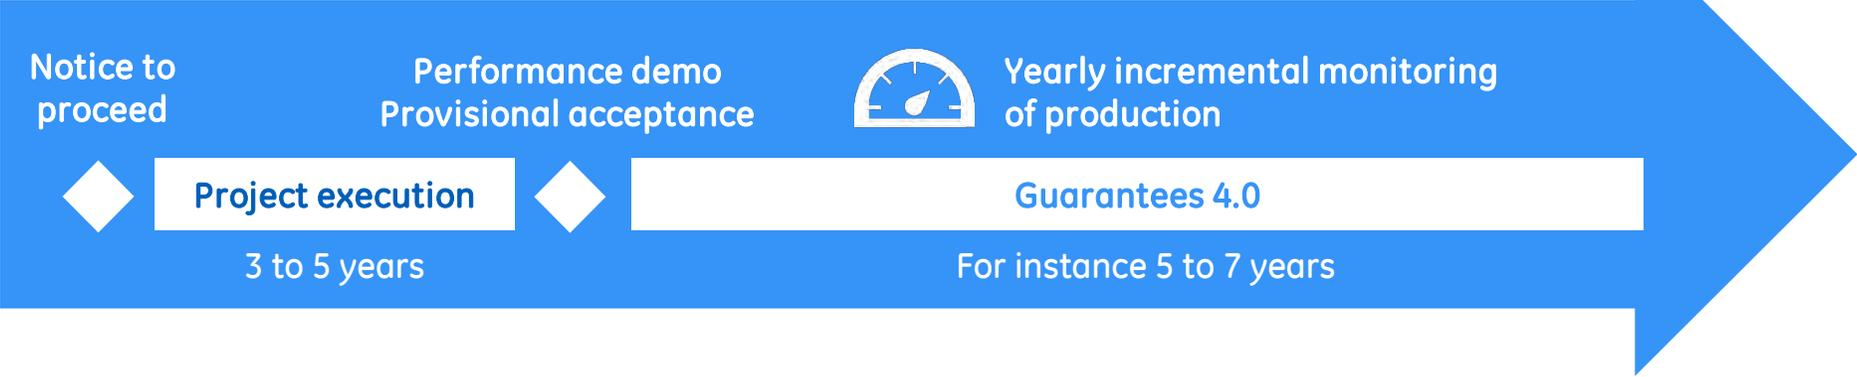 Notice to
proceed
Performance demo
Provisional acceptance
Yearly incremental monitoring
of production
Project execution
Guarantees 4.0
3 to 5 years
For instance 5 to 7 years